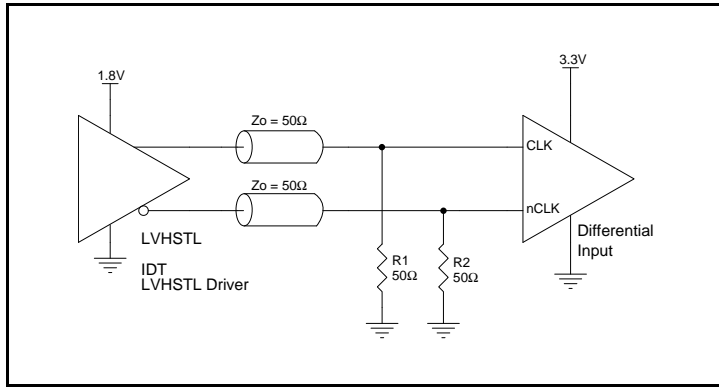 1.8V
3.3V
Zo = 50Ω
CLK
Zo = 50Ω
nCLK
LVHSTL
IDT
LVHSTL Driver
R1
50Ω
R2
50Ω
Differential
Input